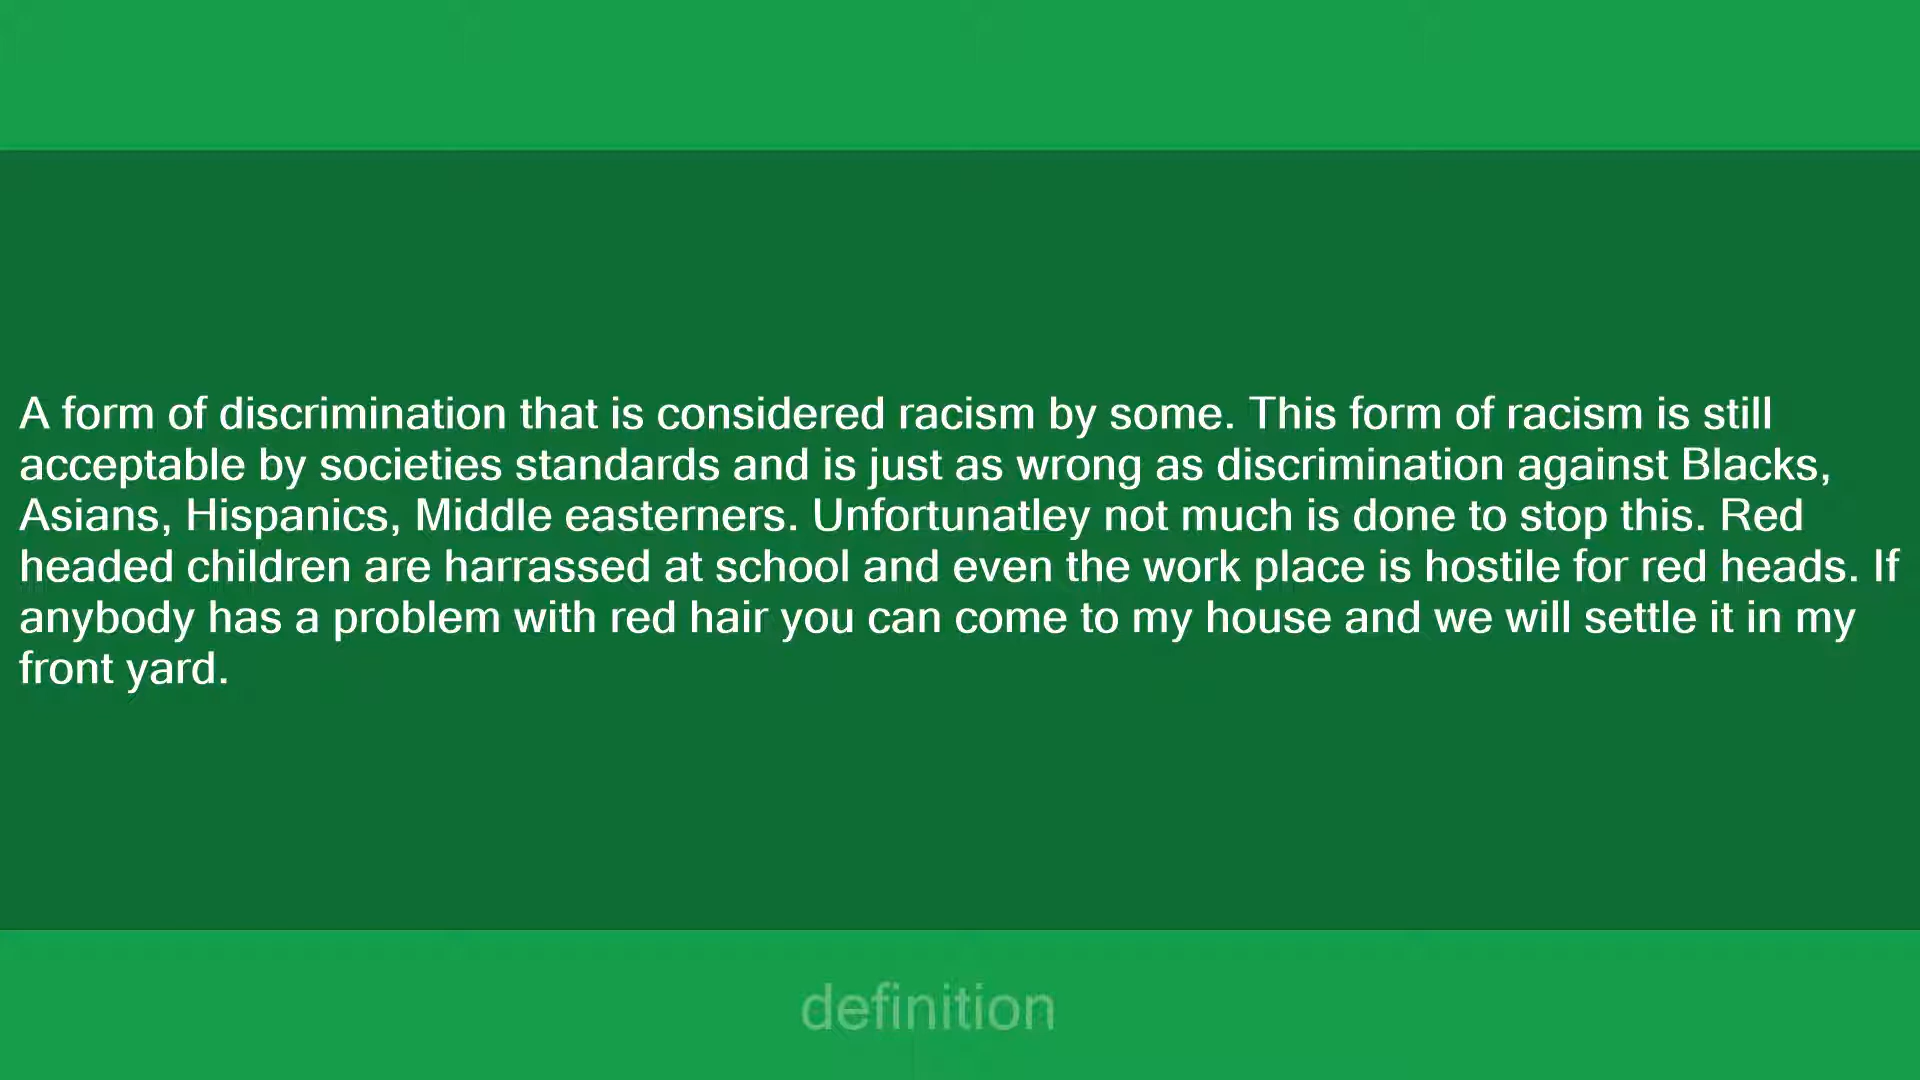 A form of discrimination that is considered racism by some. This form of racism is still
acceptable by societies standards and is just as wrong as discrimination against Blacks,
Asians, Hispanics, Middle easterners. Unfortunatley not much is done to stop this. Red
headed children are harrassed at school and even the work place is hostile for red heads. If
anybody has a problem with red hair you can come to my house and we will settle it in my
front yard.
definition